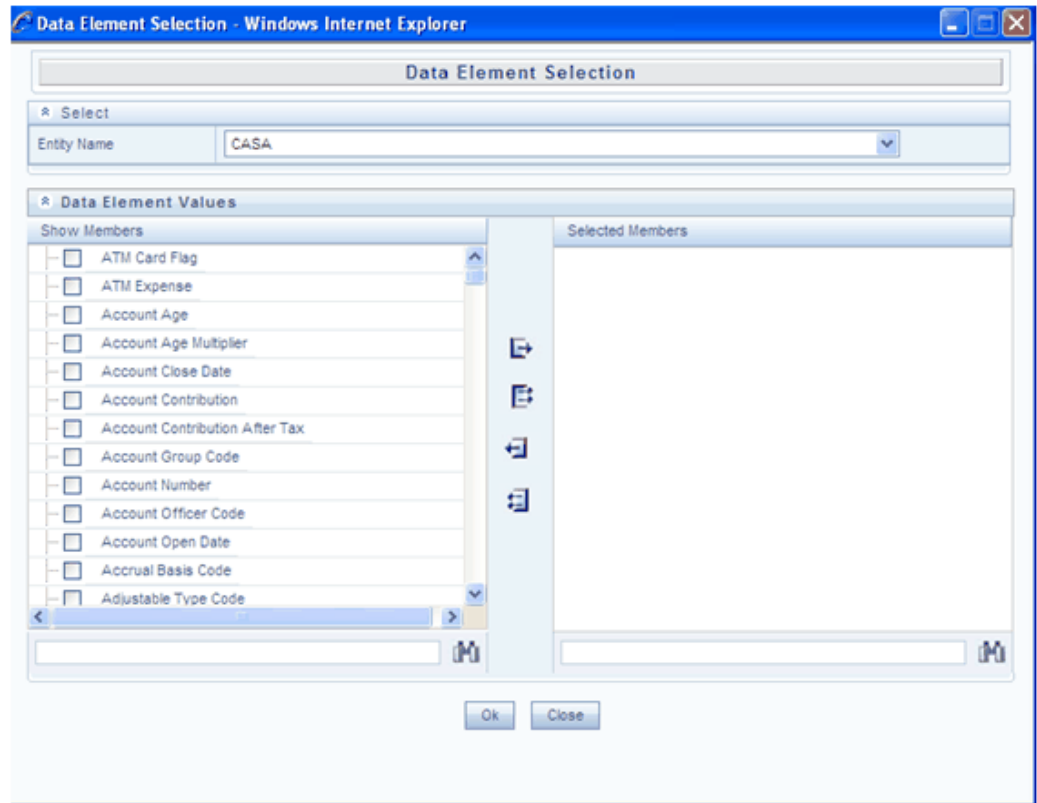 Data Element Selection - Windows Internet Explorer
Data Element Selection
Select
Entity Name
CASA
Data Element Values
Show Members
Selected Members
ATM Card Flag
ATM Expense
Account Age
Account Age Multiplier
Account Close Date
Account Contribution
Account Contribution After Tax
Account Group Code
Account Number
Account Officer Code
Account Open Date
Accrual Basis Code
Adjustable Type Code
Ok
Close